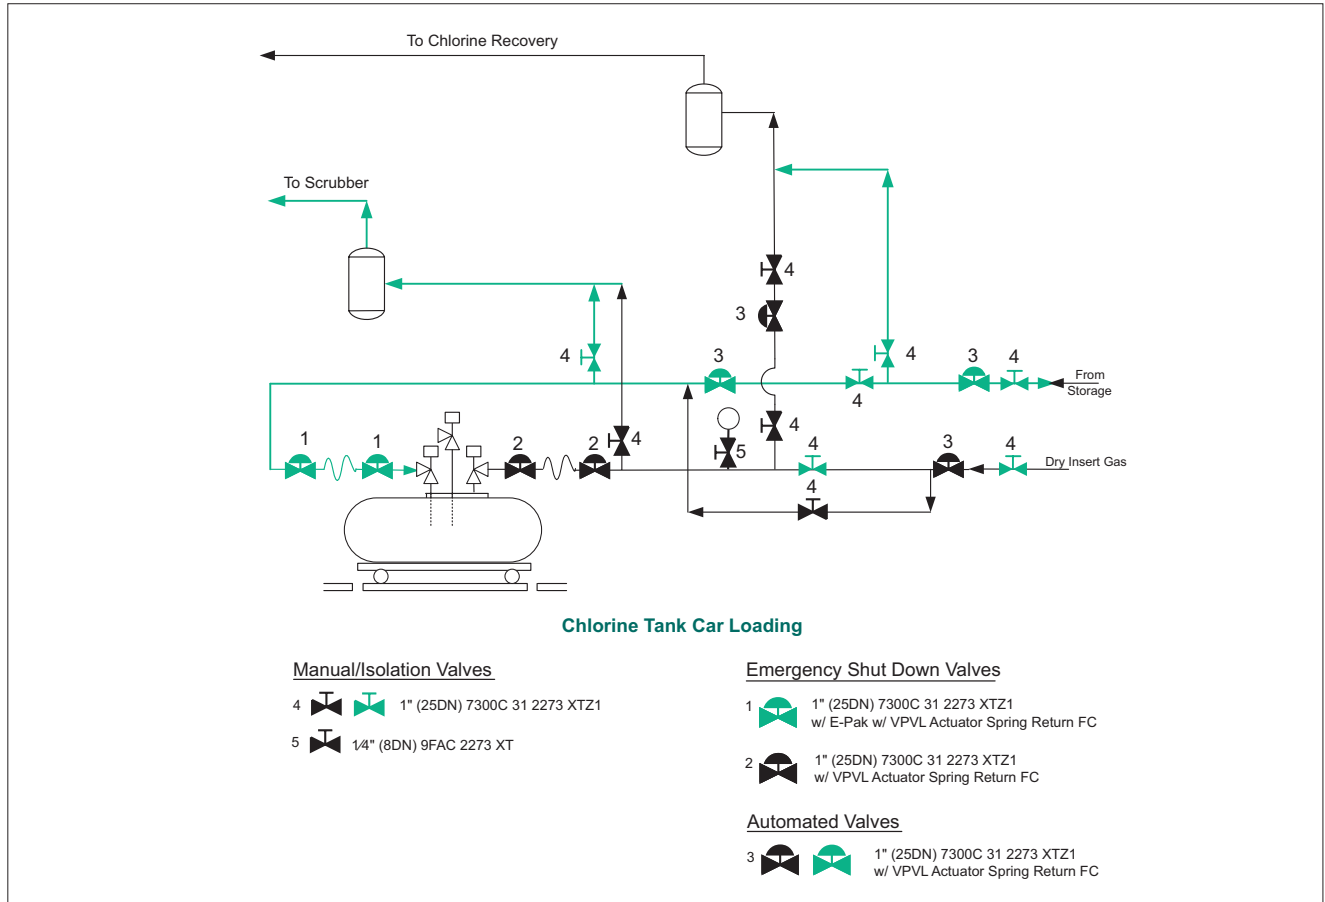 To Chlorine Recovery
To Scrubber
4
3
4
3
4
3
4
4
From
Storage
1
1
2
2
4
5
4
4
3
4
Dry Insert Gas
4
Chlorine Tank Car Loading
Manual/Isolation Valves
4 1" (25DN) 7300C 31 2273 XTZ1
5 1/4" (8DN) 9FAC 2273 XT
Emergency Shut Down Valves
1 1" (25DN) 7300C 31 2273 XTZ1
w/ E-Pak w/ VPVL Actuator Spring Return FC
2 1" (25DN) 7300C 31 2273 XTZ1
w/ VPVL Actuator Spring Return FC
Automated Valves
3 1" (25DN) 7300C 31 2273 XTZ1
w/ VPVL Actuator Spring Return FC